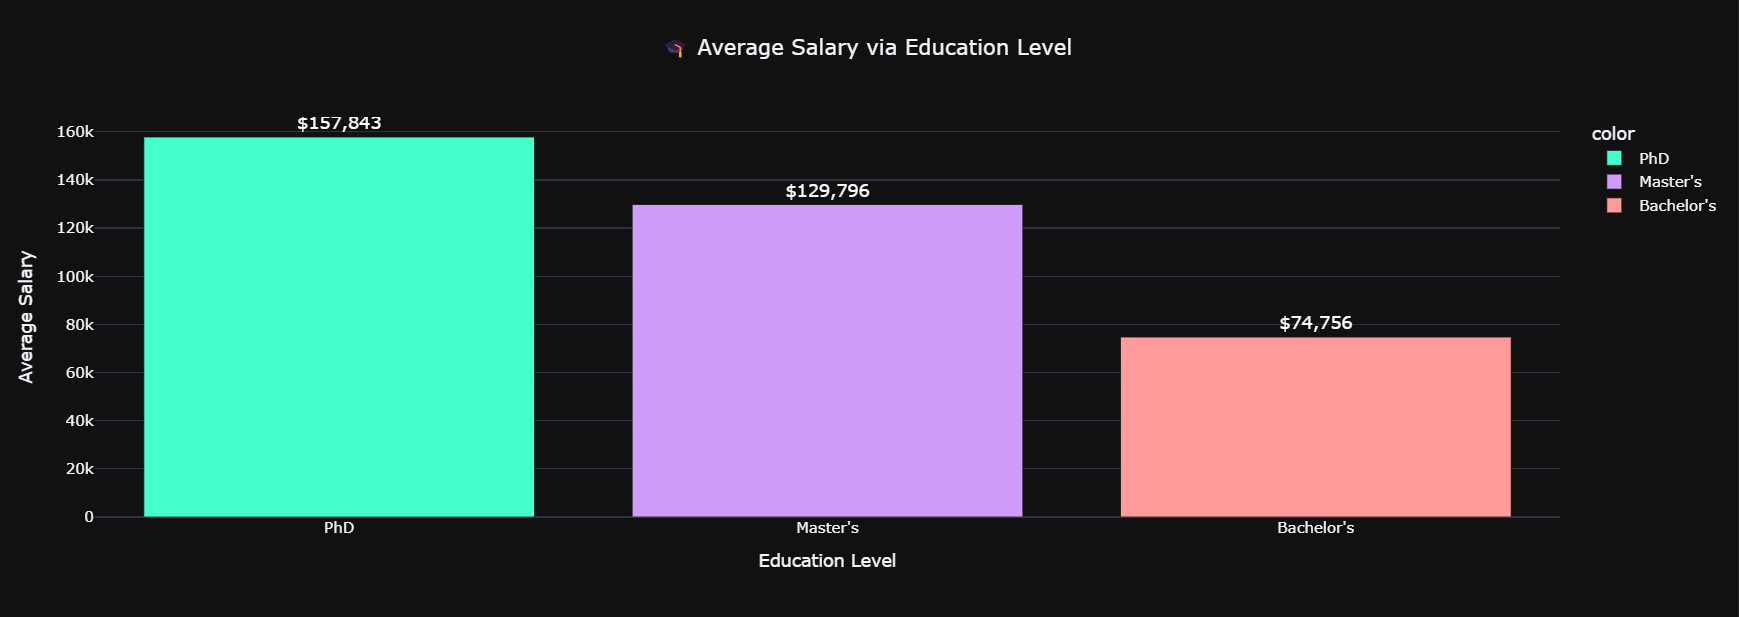 🎓 Average Salary via Education Level
$157,843
$129,796
$74,756
160k
140k
120k
100k
80k
60k
40k
20k
0
Average Salary
PhD
Master's
Bachelor's
Education Level
color
PhD
Master's
Bachelor's